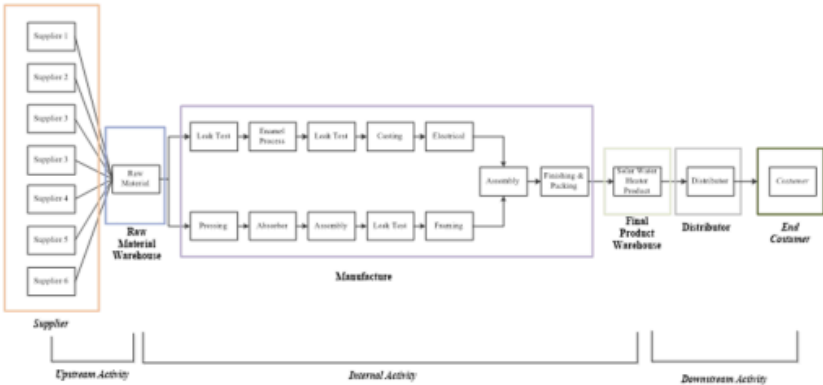 Supplier 1
Supplier 2
Supplier 3
Supplier 3
Supplier 4
Supplier 5
Supplier 6
Supplier
Raw
Material
Raw
Material
Warehouse
Leak Test
Enamel
Process
Leak Test
Casting
Electrical
Pressing
Absorber
Assembly
Leak Test
Framing
Assembly
Finishing &
Packing
Manufacture
Solar Water
Heater
Product
Final
Product
Warehouse
Distributor
Distributor
Costumer
End
Costumer
Upstream Activity
Internal Activity
Downstream Activity